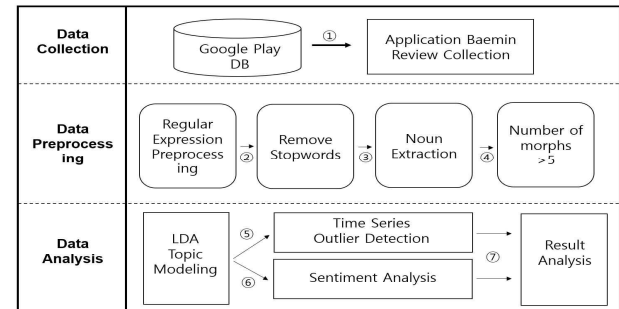 Data
Collection
Google Play
DB
①
Application Baemin
Review Collection
Data
Preprocess
ing
Regular
Expression
Preprocess
ing
②
Remove
Stopwords
③
Noun
Extraction
④
Number of
morphs
>5
Data
Analysis
LDA
Topic
Modeling
⑤
⑥
Time Series
Outlier Detection
Sentiment Analysis
⑦
Result
Analysis